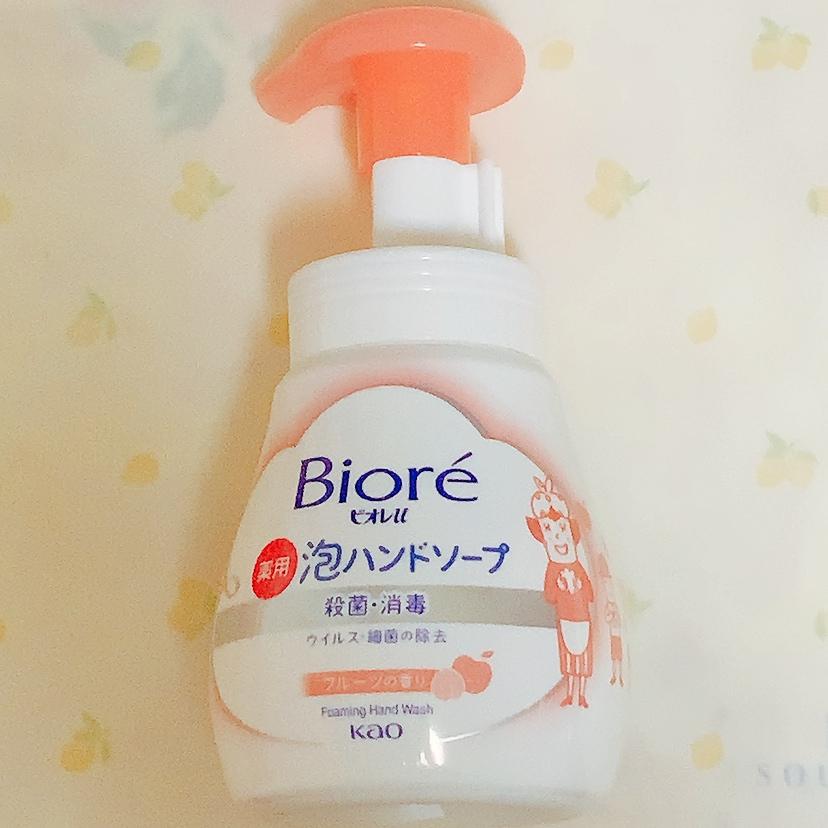 Bioré
ビオレu
薬用 泡ハンドソープ
殺菌・消毒
ウイルス・細菌の除去
フルーツの香り
Foaming Hand Wash
Kao
SOU